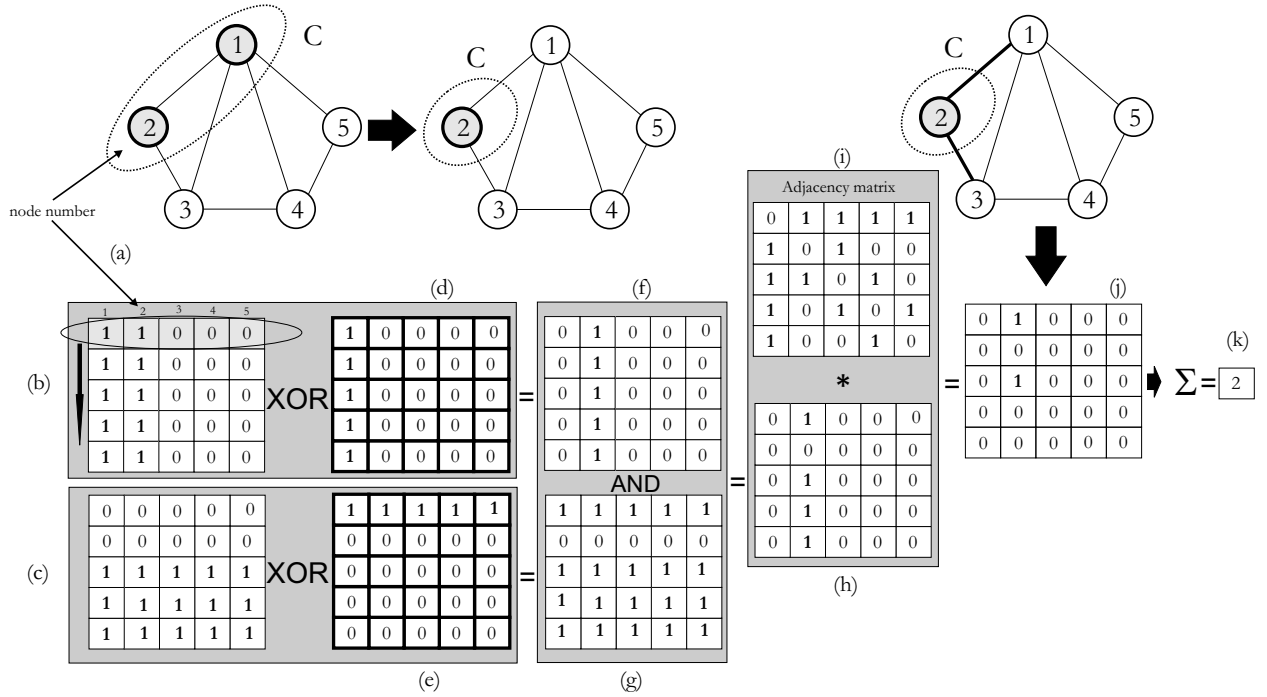 C
1
2
3
4
5
C
1
2
3
4
5
C
1
2
3
4
5
node number
(a)
(b)
1 2 3 4 5
1 1 0 0 0
1 1 0 0 0
1 1 0 0 0
1 1 0 0 0
1 1 0 0 0
XOR
(d)
1 0 0 0 0
1 0 0 0 0
1 0 0 0 0
1 0 0 0 0
1 0 0 0 0
=
(c)
0 0 0 0 0
0 0 0 0 0
1 1 1 1 1
1 1 1 1 1
1 1 1 1 1
XOR
1 1 1 1 1
0 0 0 0 0
0 0 0 0 0
0 0 0 0 0
0 0 0 0 0
(e)
=
(f)
0 1 0 0 0
0 1 0 0 0
0 1 0 0 0
0 1 0 0 0
0 1 0 0 0
AND
1 1 1 1 1
0 0 0 0 0
1 1 1 1 1
1 1 1 1 1
1 1 1 1 1
(g)
=
(i)
Adjacency matrix
0 1 1 1 1
1 0 1 0 0
1 1 0 1 0
1 0 1 0 1
1 0 0 1 0
*
0 1 0 0 0
0 0 0 0 0
0 1 0 0 0
0 1 0 0 0
0 1 0 0 0
(h)
=
(j)
0 1 0 0 0
0 0 0 0 0
0 1 0 0 0
0 0 0 0 0
0 0 0 0 0
(k)
Σ = 2